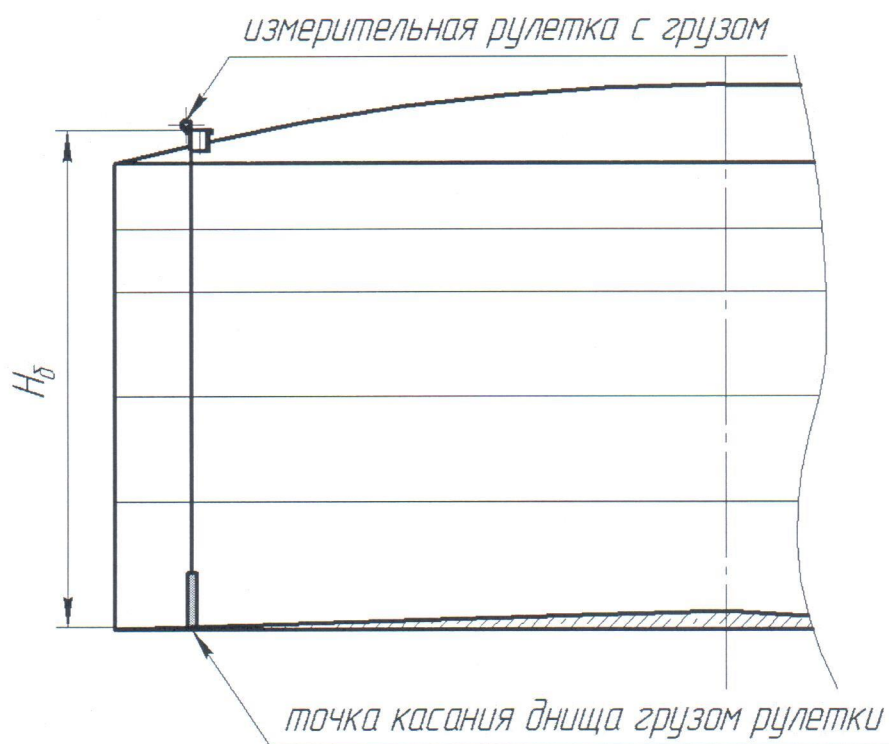 измерительная рулетка с грузом
Hб
точка касания днища грузом рулетки